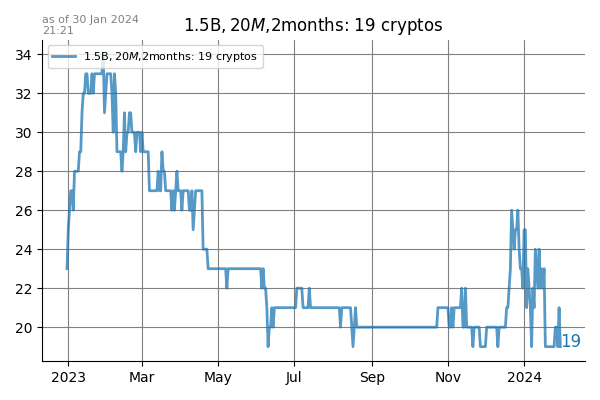 as of 30 Jan 2024
21:21
1.5B, 20M,2months: 19 cryptos
1.5B, 20M,2months: 19 cryptos
34
32
30
28
26
24
22
20
19
2023 Mar May Jul Sep Nov 2024